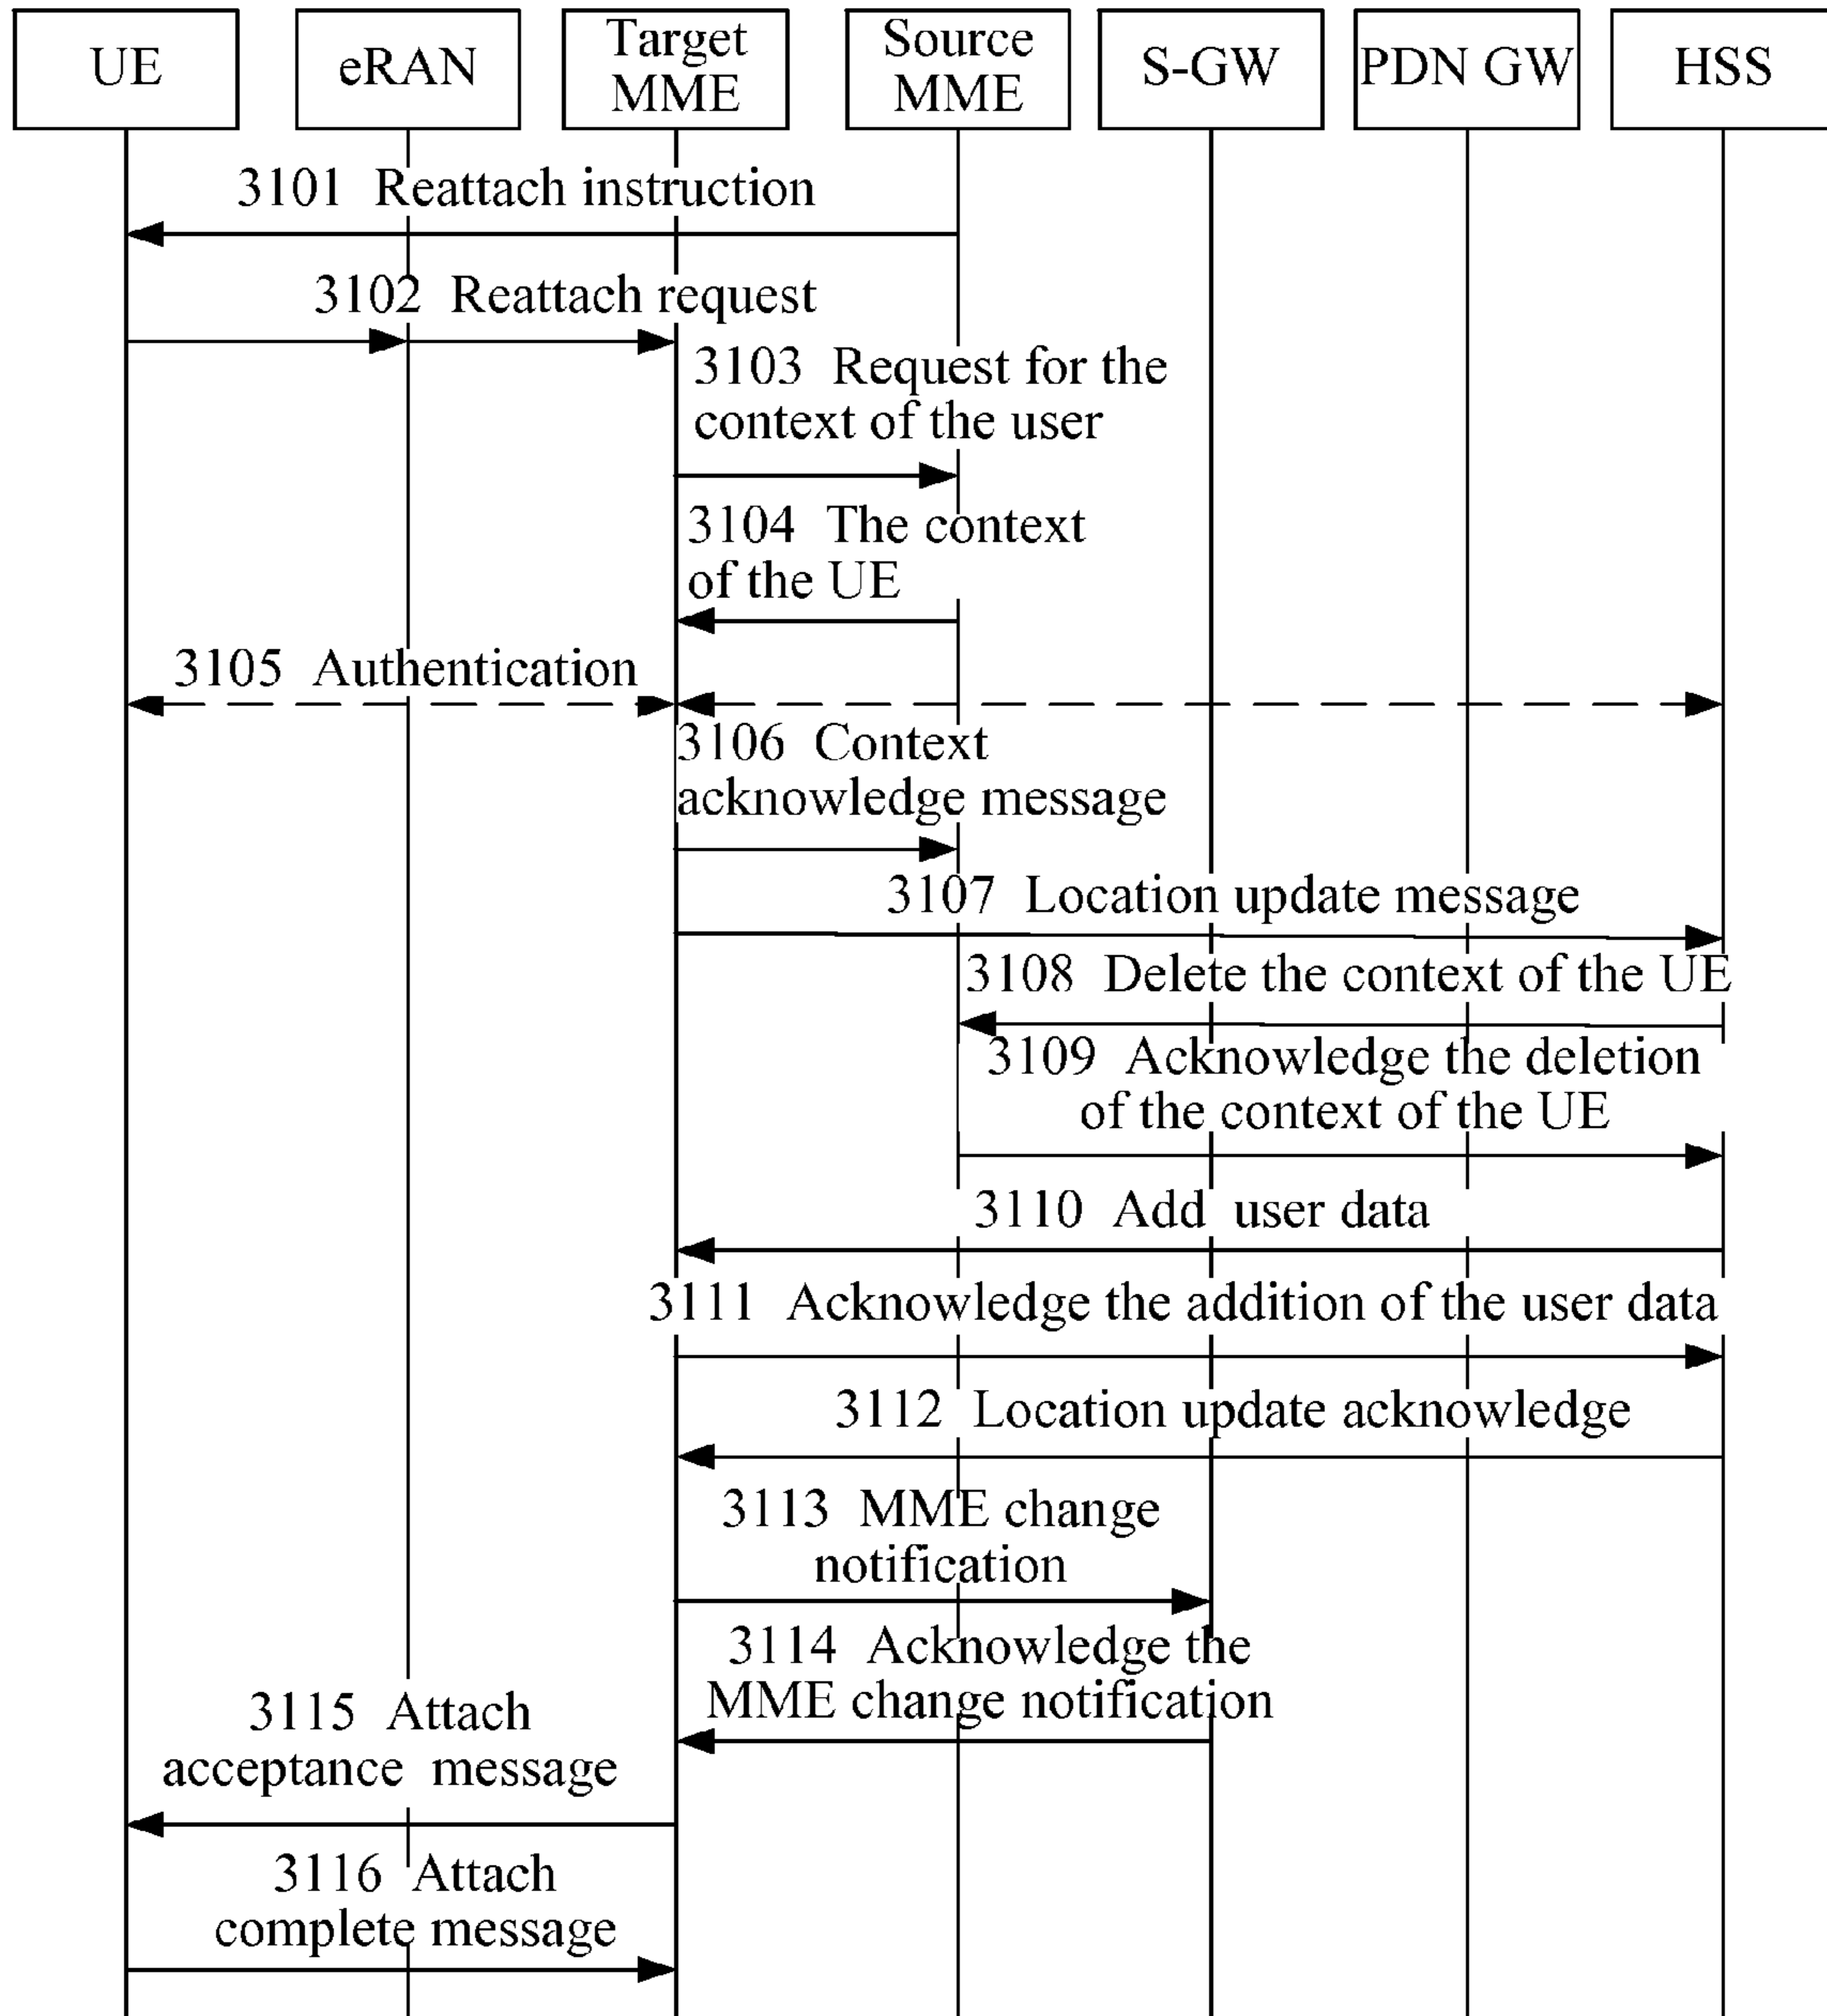 UE
eRAN
Target
MME
Source
MME
S-GW
PDN GW
HSS
3101 Reattach instruction
3102 Reattach request
3103 Request for the
context of the user
3104 The context
of the UE
3105 Authentication
3106 Context
acknowledge message
3107 Location update message
3108 Delete the context of the UE
3109 Acknowledge the deletion
of the context of the UE
3110 Add user data
3111 Acknowledge the addition of the user data
3112 Location update acknowledge
3113 MME change
notification
3114 Acknowledge the
MME change notification
3115 Attach
acceptance message
3116 Attach
complete message